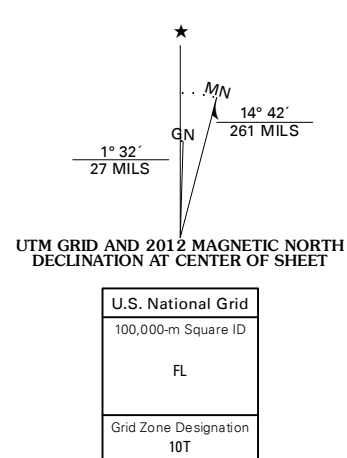 ★
MN
14° 42´
261 MILS
GN
1° 32´
27 MILS
UTM GRID AND 2012 MAGNETIC NORTH
DECLINATION AT CENTER OF SHEET
U.S. National Grid
100,000-m Square ID
FL
Grid Zone Designation
10T